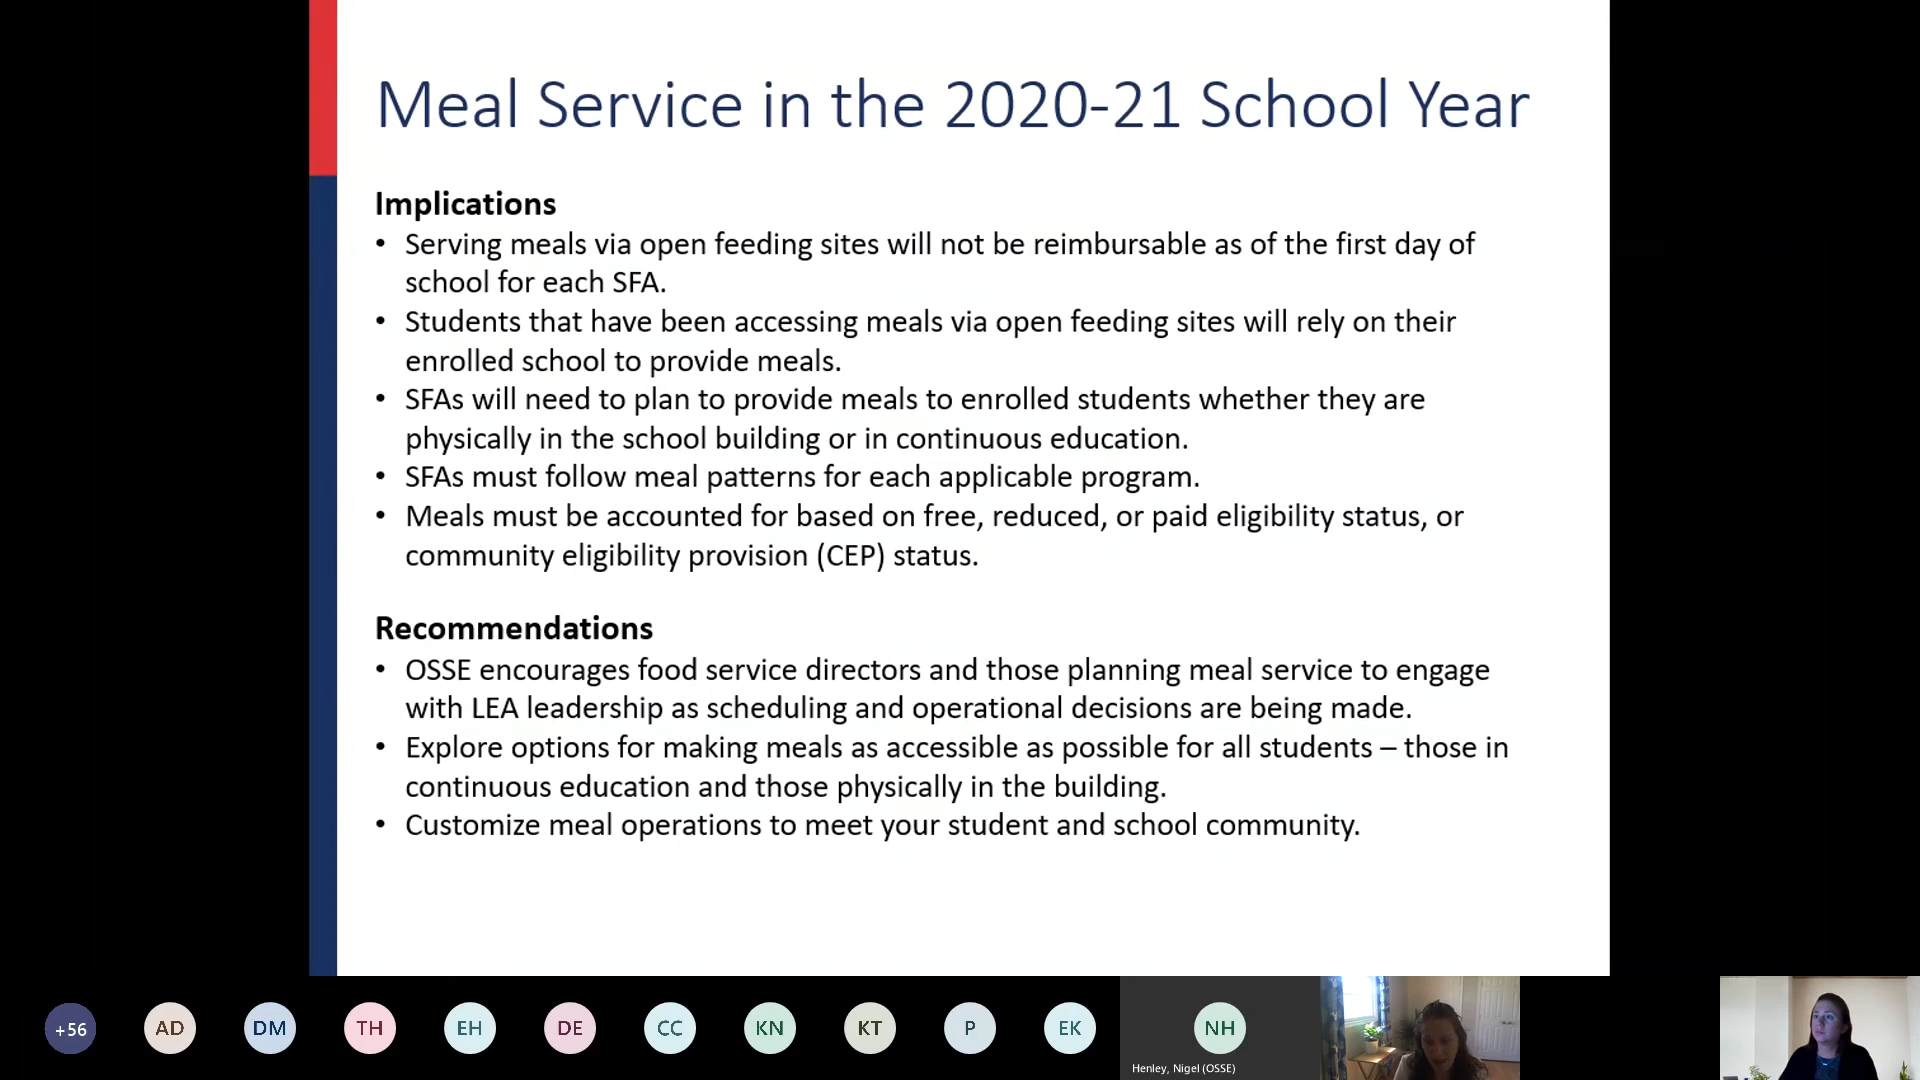 Meal Service in the 2020-21 School Year
Implications
• Serving meals via open feeding sites will not be reimbursable as of the first day of
school for each SFA.
• Students that have been accessing meals via open feeding sites will rely on their
enrolled school to provide meals.
• SFAs will need to plan to provide meals to enrolled students whether they are
physically in the school building or in continuous education.
• SFAs must follow meal patterns for each applicable program.
• Meals must be accounted for based on free, reduced, or paid eligibility status, or
community eligibility provision (CEP) status.
Recommendations
• OSSE encourages food service directors and those planning meal service to engage
with LEA leadership as scheduling and operational decisions are being made.
• Explore options for making meals as accessible as possible for all students – those in
continuous education and those physically in the building.
• Customize meal operations to meet your student and school community.
+56 AD DM TH EH DE CC KN KT P EK NH
Henley, Nigel (OSSE)